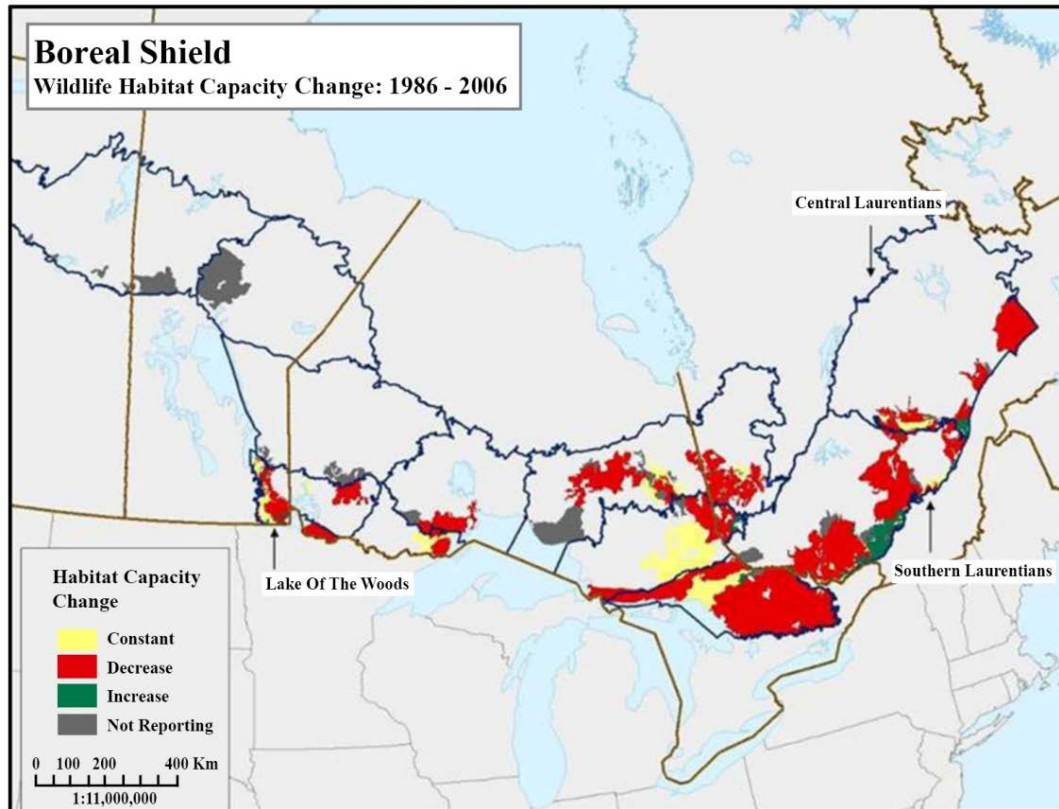 Boreal Shield
Wildlife Habitat Capacity Change: 1986 - 2006
Central Laurentians
Lake Of The Woods
Southern Laurentians
Habitat Capacity
Change
Constant
Decrease
Increase
Not Reporting
0 100 200 400 Km
1:11,000,000